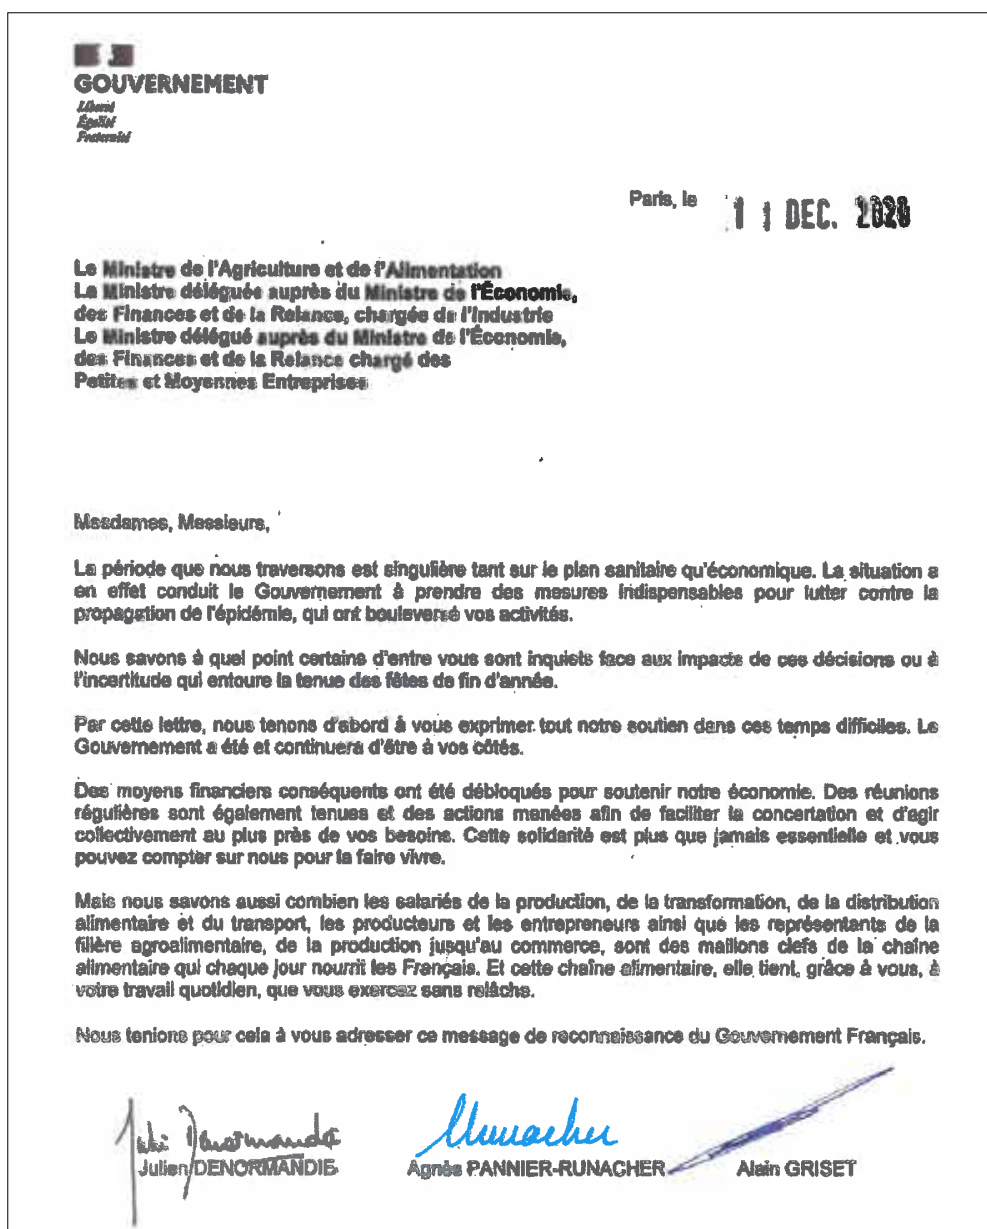 GOUVERNEMENT
Liberté
Égalité
Fraternité
Paris, le 11 DEC. 2020
Le Ministre de l'Agriculture et de l'Alimentation
La Ministre déléguée auprès du Ministre de l'Économie,
des Finances et de la Relance, chargée de l'Industrie
Le Ministre délégué auprès du Ministre de l'Économie,
des Finances et de la Relance chargé des
Petites et Moyennes Entreprises
Mesdames, Messieurs,
La période que nous traversons est singulière tant sur le plan sanitaire qu'économique. La situation a
en effet conduit le Gouvernement à prendre des mesures indispensables pour lutter contre la
propagation de l'épidémie, qui ont bouleversé vos activités.
Nous savons à quel point certains d'entre vous sont inquiets face aux impacts de ces décisions ou à
l'incertitude qui entoure la tenue des fêtes de fin d'année.
Par cette lettre, nous tenons d'abord à vous exprimer tout notre soutien dans ces temps difficiles. Le
Gouvernement a été et continuera d'être à vos côtés.
Des moyens financiers conséquents ont été débloqués pour soutenir notre économie. Des réunions
régulières sont également tenues et des actions menées afin de faciliter la concertation et d'agir
collectivement au plus près de vos besoins. Cette solidarité est plus que jamais essentielle et vous
pouvez compter sur nous pour la faire vivre.
Mais nous savons aussi combien les salariés de la production, de la transformation, de la distribution
alimentaire et du transport, les producteurs et les entrepreneurs ainsi que les représentants de la
filière agroalimentaire, de la production jusqu'au commerce, sont des maillons clefs de la chaîne
alimentaire qui chaque jour nourrit les Français. Et cette chaîne alimentaire, elle tient, grâce à vous, à
votre travail quotidien, que vous exercez sans relâche.
Nous tenions pour cela à vous adresser ce message de reconnaissance du Gouvernement Français.
Julien Denormandie Runacher
Julien DENORMANDIE Agnès PANNIER-RUNACHER Alain GRISET